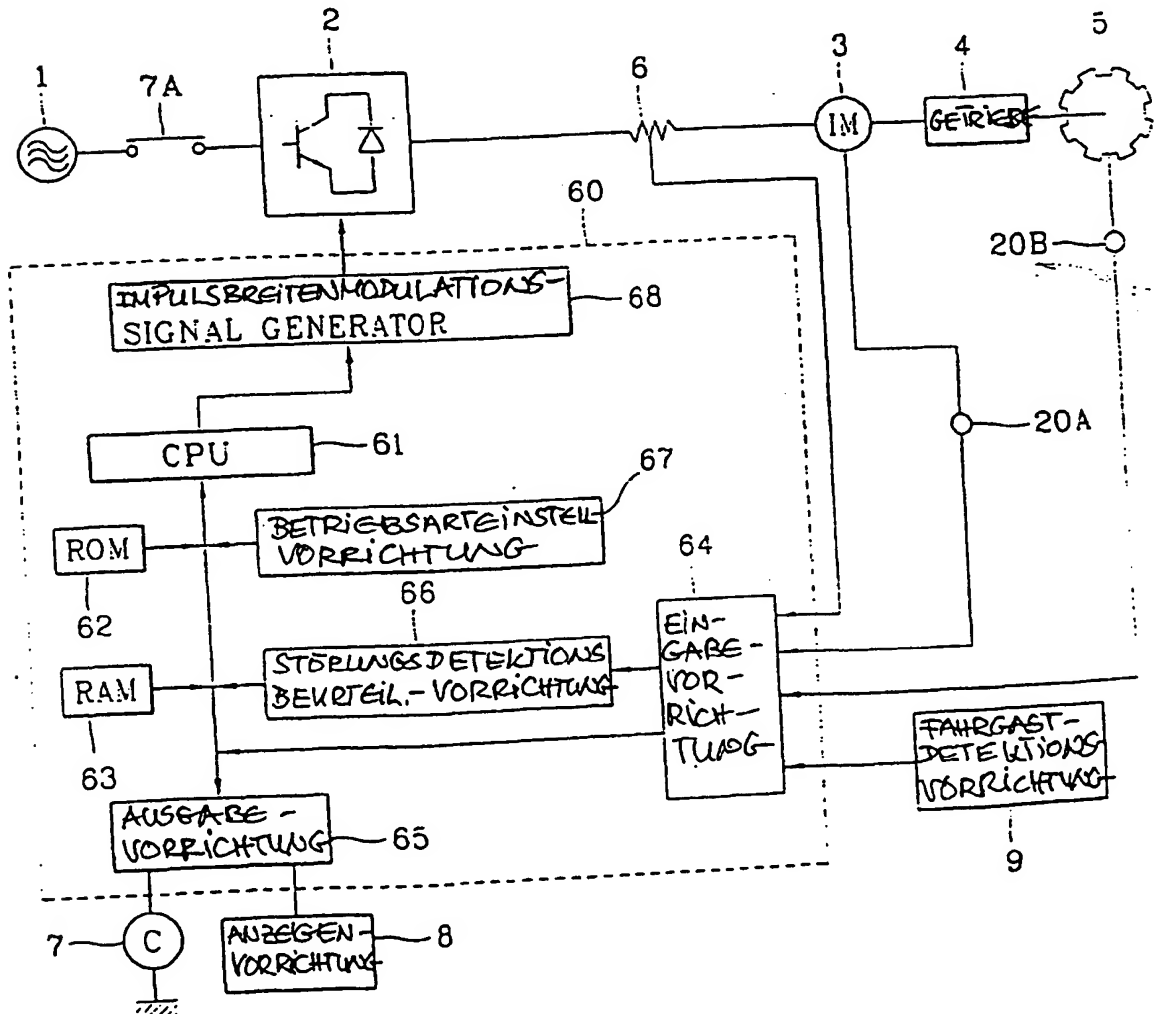 5
2
3
4
1
7A
6
IM
GETRIEBE
60
20B
IMPULSBREITENMODULATIONS-
SIGNAL GENERATOR
68
20A
CPU
61
67
ROM
BETRIEBSARTEINSTELL-
VORRICHTUNG
64
62
66
EIN-
GABE-
VOR-
RICH-
TUNG
RAM
STÖRUNGSDETEKTIONS
BEURTEIL.-VORRICHTUNG
63
FAHRGAST-
DETEKTIONS
VORRICHTUNG
AUSGABE-
VORRICHTUNG
65
9
7
C
ANZEIGEN-
VORRICHTUNG
8